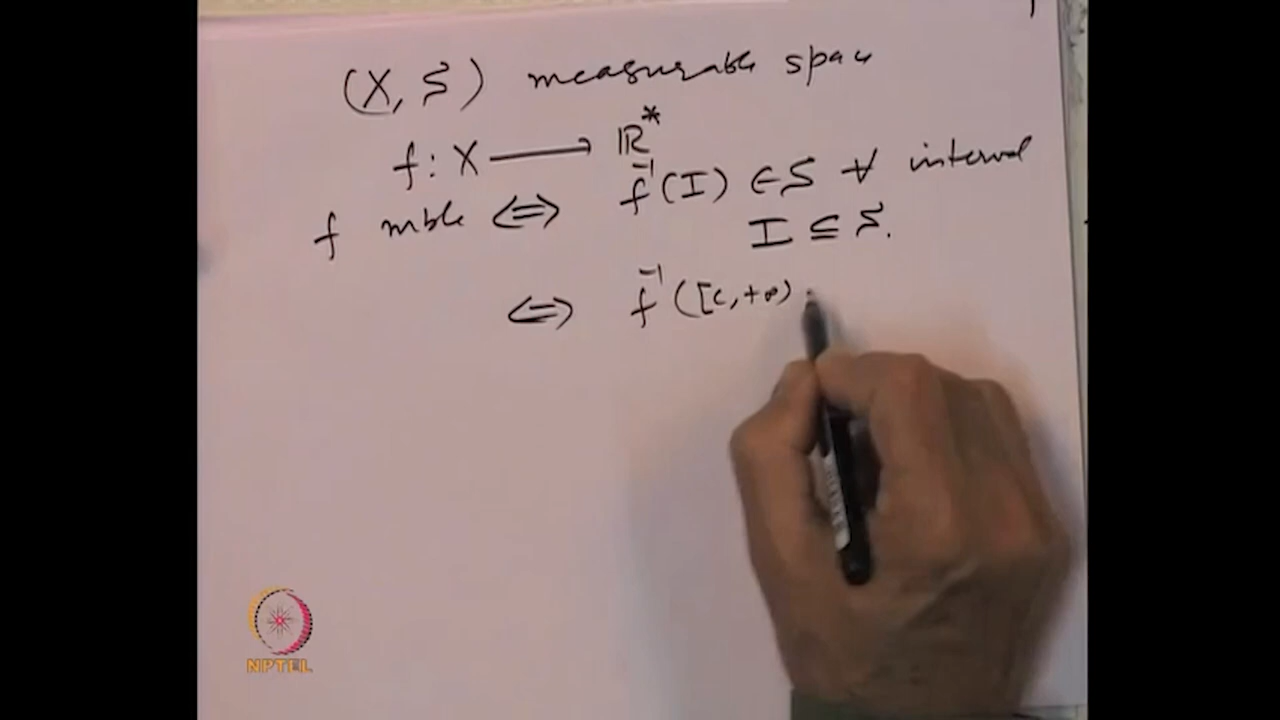 (X, S) measurable space
f : X → ℝ*
f mble ⇔ f⁻¹(I) ∈ S ∀ interval
I ⊆ S.
⇔ f⁻¹([c, +∞)
NPTEL